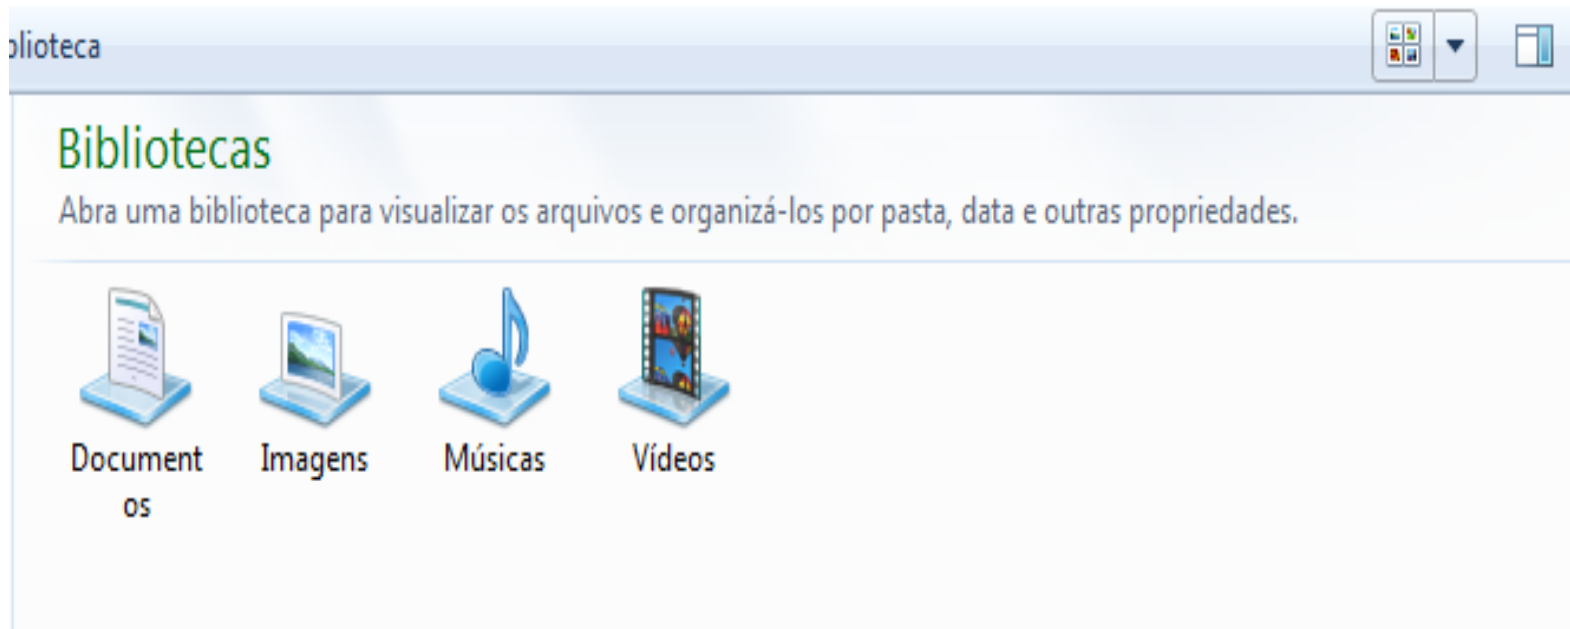 blioteca
Bibliotecas
Abra uma biblioteca para visualizar os arquivos e organizá-los por pasta, data e outras propriedades.
Document
os
Imagens
Músicas
Vídeos